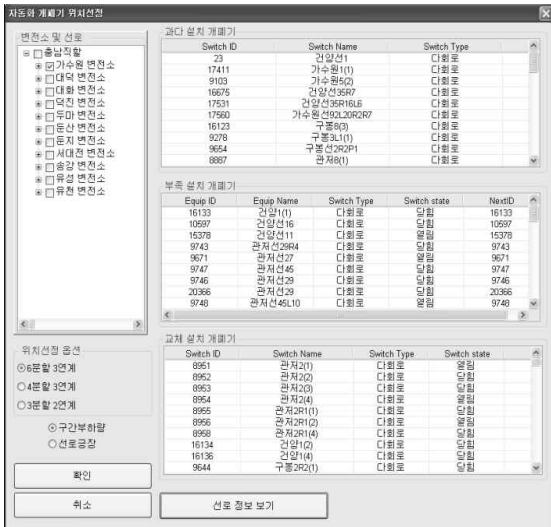 자동화 개폐기 위치선정
변전소 및 선로
충남직할
가수원 변전소
대덕 변전소
대화 변전소
덕진 변전소
두마 변전소
둔산 변전소
둔지 변전소
서대전 변전소
송강 변전소
유성 변전소
유천 변전소
위치선정 옵션
6분할 3연계
4분할 3연계
3분할 2연계
구간부하량
선로긍장
확인
취소
과다 설치 개폐기
Switch ID Switch Name Switch Type
23 건양선1 다회로
17411 가수원1(1) 다회로
9103 가수원5(2) 다회로
16675 건양선35R7 다회로
17531 건양선35R16L6 다회로
17560 가수원선92L20R2R7 다회로
16123 구봉8(3) 다회로
9278 구봉3L1(1) 다회로
9654 구봉선2R2P1 다회로
8887 관저8(1) 다회로
부족 설치 개폐기
Equip ID Equip Name Switch Type Switch state NextID
16133 건양1(1) 다회로 닫힘 16133
10597 건양선16 다회로 닫힘 10597
15378 건양선11 다회로 열림 15378
9743 관저선29R4 다회로 닫힘 9743
9671 관저선27 다회로 열림 9671
9747 관저선45 다회로 닫힘 9747
9746 관저선29 다회로 닫힘 9746
20366 관저선29 다회로 닫힘 20366
9748 관저선45L10 다회로 열림 9748
교체 설치 개폐기
Switch ID Switch Name Switch Type Switch state
8951 관저2(1) 다회로 열림
8952 관저2(2) 다회로 닫힘
8953 관저2(3) 다회로 닫힘
8954 관저2(4) 다회로 열림
8955 관저2R1(1) 다회로 닫힘
8956 관저2R1(2) 다회로 열림
8958 관저2R1(4) 다회로 닫힘
16134 건양1(2) 다회로 닫힘
16136 건양1(4) 다회로 닫힘
9644 구봉2R2(1) 다회로 닫힘
선로 정보 보기